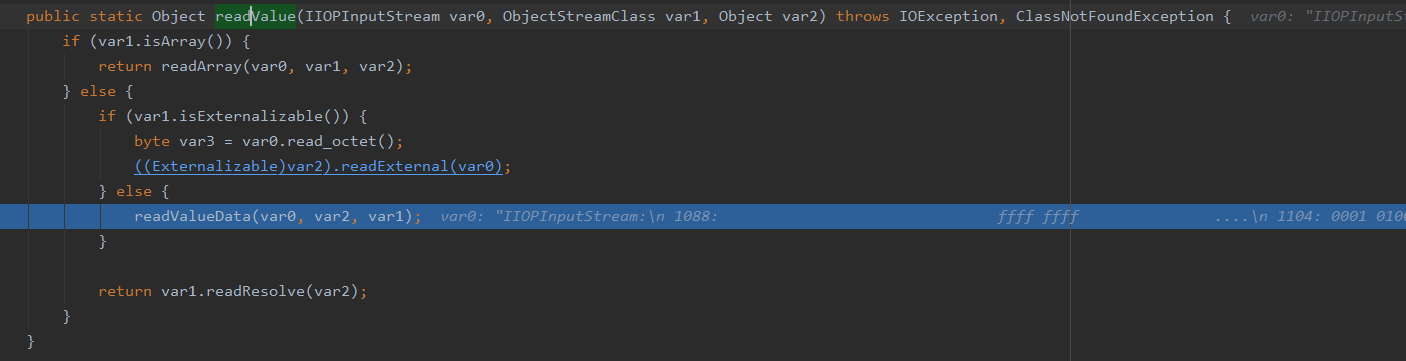 public static Object readValue(IIOPInputStream var0, ObjectStreamClass var1, Object var2) throws IOException, ClassNotFoundException {  var0: "IIOPInputSt
    if (var1.isArray()) {
        return readArray(var0, var1, var2);
    } else {
        if (var1.isExternalizable()) {
            byte var3 = var0.read_octet();
            ((Externalizable)var2).readExternal(var0);
        } else {
            readValueData(var0, var2, var1);  var0: "IIOPInputStream:\n 1088:                               ffff ffff               ....\n 1104: 0001 0100
        }

        return var1.readResolve(var2);
    }
}